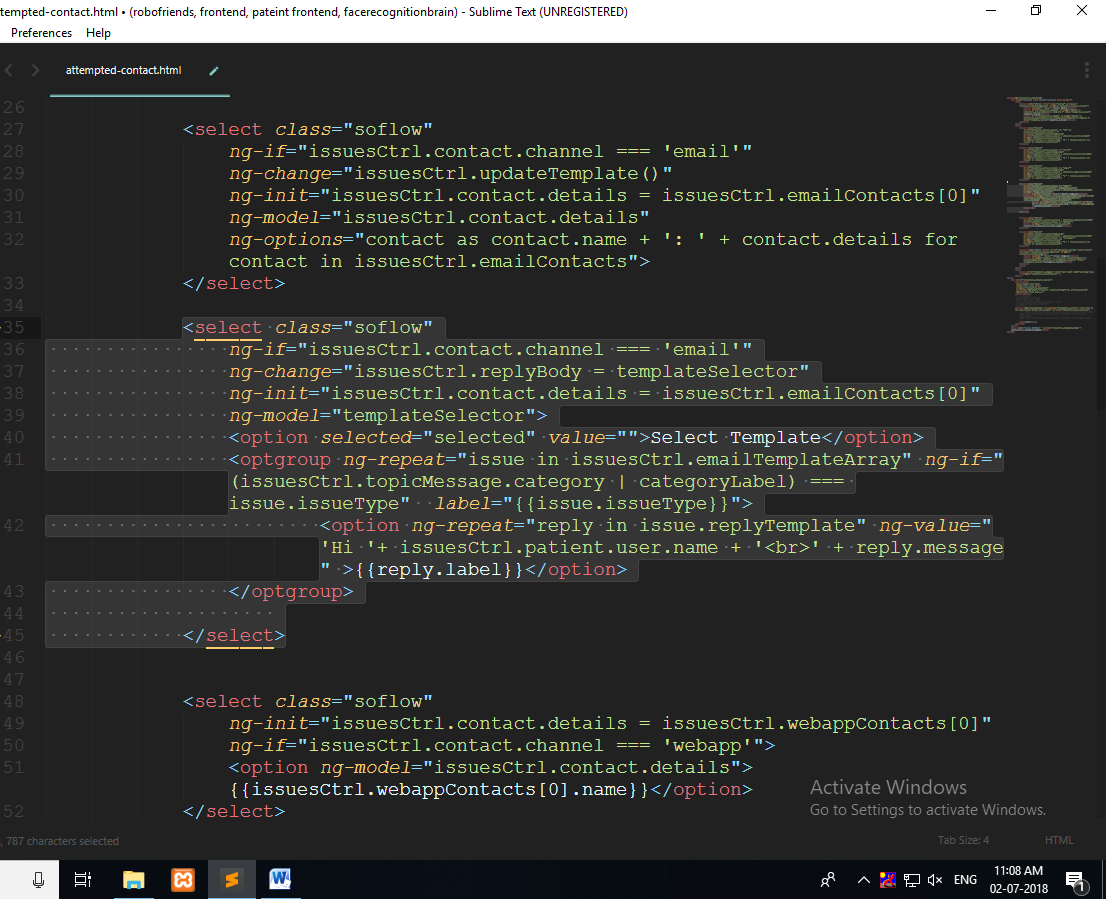 tempted-contact.html • (robofriends, frontend, pateint frontend, facerecognitionbrain) - Sublime Text (UNREGISTERED)
Preferences Help
attempted-contact.html
26
27 <select class="soflow"
28 ng-if="issuesCtrl.contact.channel === 'email'"
29 ng-change="issuesCtrl.updateTemplate()"
30 ng-init="issuesCtrl.contact.details = issuesCtrl.emailContacts[0]"
31 ng-model="issuesCtrl.contact.details"
32 ng-options="contact as contact.name + ': ' + contact.details for
contact in issuesCtrl.emailContacts">
33 </select>
34
35 <select class="soflow"
36 ng-if="issuesCtrl.contact.channel === 'email'"
37 ng-change="issuesCtrl.replyBody = templateSelector"
38 ng-init="issuesCtrl.contact.details = issuesCtrl.emailContacts[0]"
39 ng-model="templateSelector">
40 <option selected="selected" value="">Select Template</option>
41 <optgroup ng-repeat="issue in issuesCtrl.emailTemplateArray" ng-if="
(issuesCtrl.topicMessage.category | categoryLabel) ===
issue.issueType"  label="{{issue.issueType}}">
42 <option ng-repeat="reply in issue.replyTemplate" ng-value="
'Hi '+ issuesCtrl.patient.user.name + '<br>' + reply.message
" >{{reply.label}}</option>
43 </optgroup>
44
45 </select>
46
47
48 <select class="soflow"
49 ng-init="issuesCtrl.contact.details = issuesCtrl.webappContacts[0]"
50 ng-if="issuesCtrl.contact.channel === 'webapp'">
51 <option ng-model="issuesCtrl.contact.details">
{{issuesCtrl.webappContacts[0].name}}</option>
52 </select>
Activate Windows
Go to Settings to activate Windows.
, 787 characters selected
Tab Size: 4
HTML
ENG
11:08 AM
02-07-2018
1